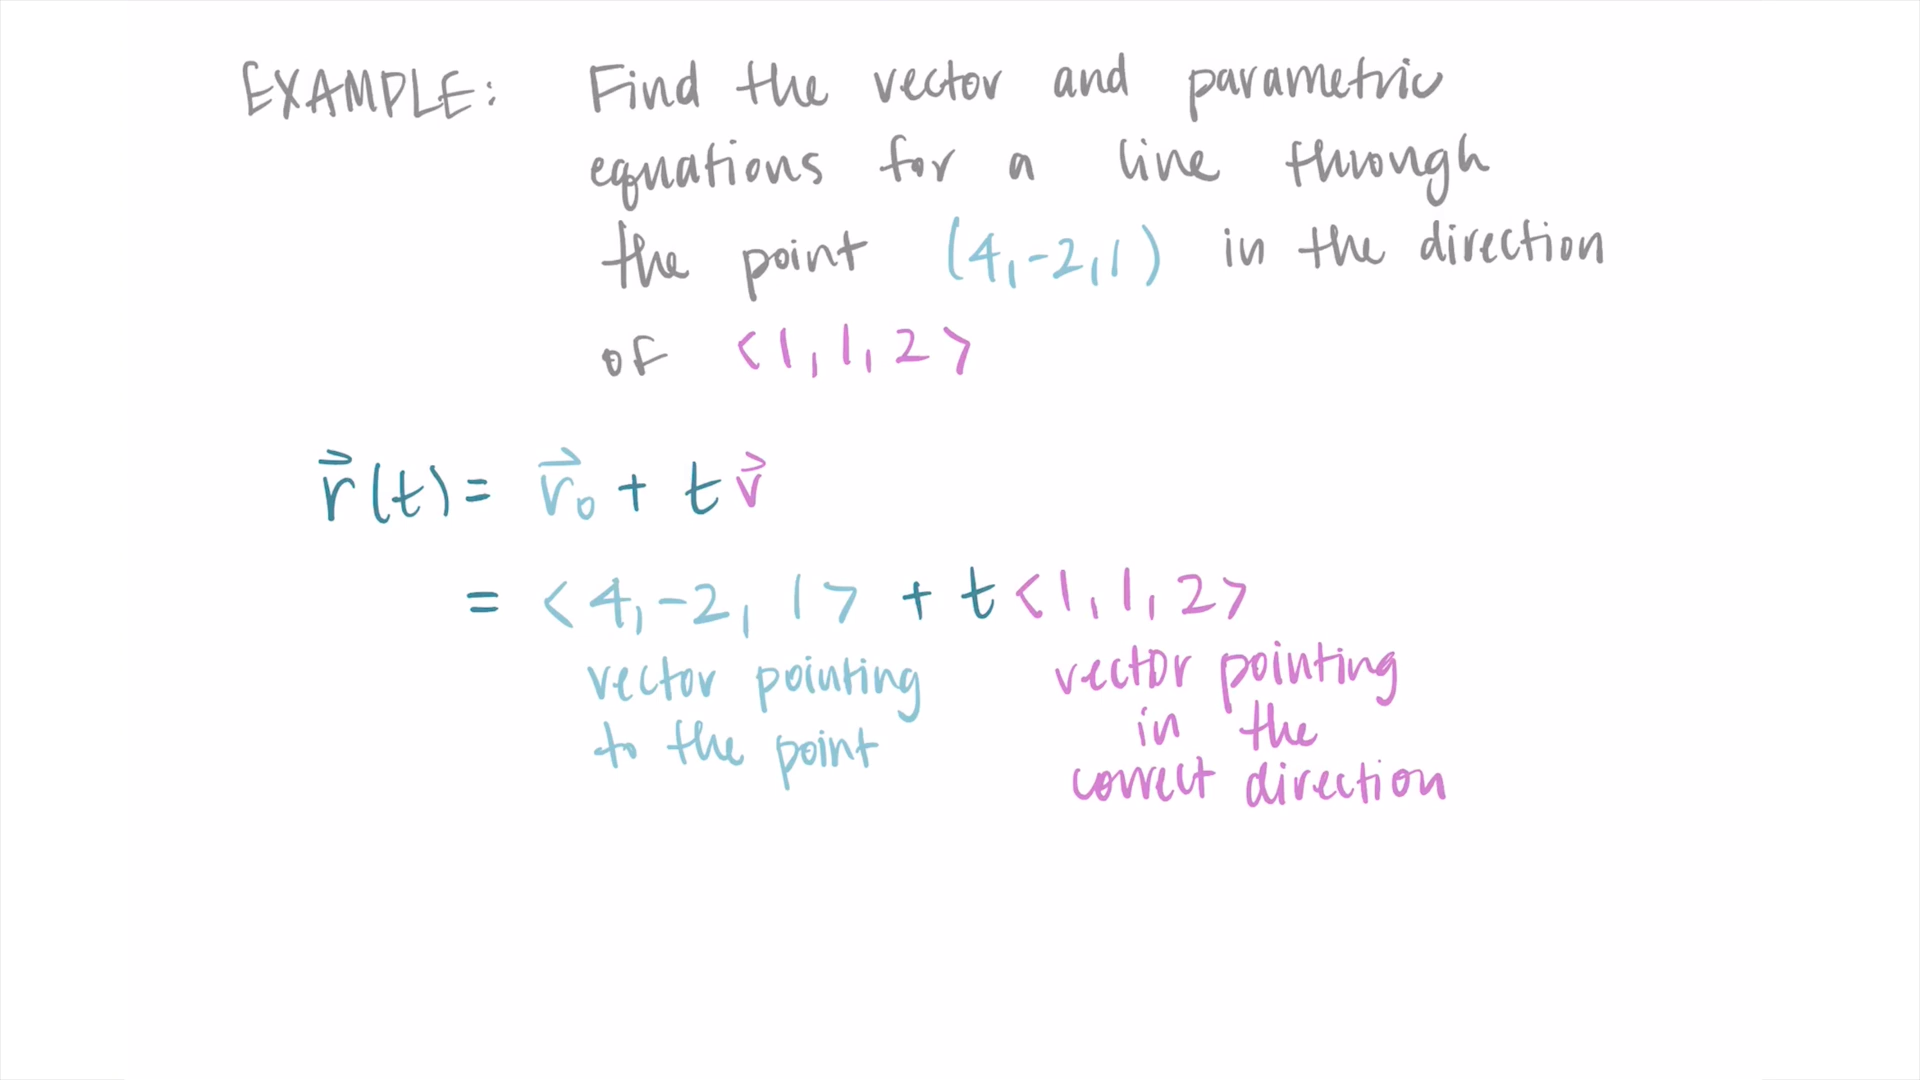 EXAMPLE: Find the vector and parametric
equations for a line through
the point (4,-2,1) in the direction
of <1,1,2>
r⃗(t) = r⃗₀ + t v⃗
= <4,-2,1> + t<1,1,2>
vector pointing
to the point
vector pointing
in the
correct direction